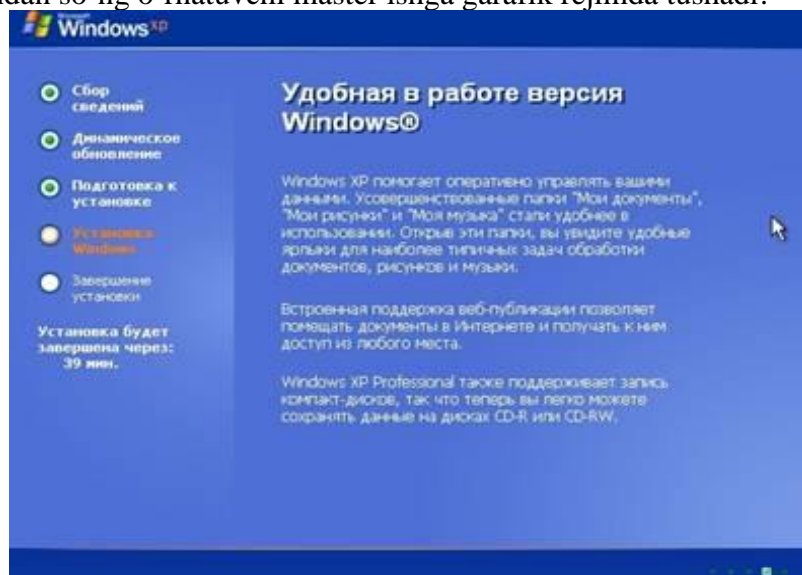 so'ng o'rnatuvchi master ishga garafik rejimda tushadi.
Windows xp
Сбор
сведений
Динамическое
обновление
Подготовка к
установке
Установка
Windows
Завершение
установки
Установка будет
завершена через:
39 мин.
Удобная в работе версия
Windows®
Windows XP помогает оперативно управлять вашими
данными. Усовершенствованные папки "Мои документы",
"Мои рисунки" и "Моя музыка" стали удобнее в
использовании. Открыв эти папки, вы увидите удобные
ярлыки для наиболее типичных задач обработки
документов, рисунков и музыки.
Встроенная поддержка веб-публикации позволяет
помещать документы в Интернете и получать к ним
доступ из любого места.
Windows XP Professional также поддерживает запись
компакт-дисков, так что теперь вы легко можете
сохранять данные на дисках CD-R или CD-RW.